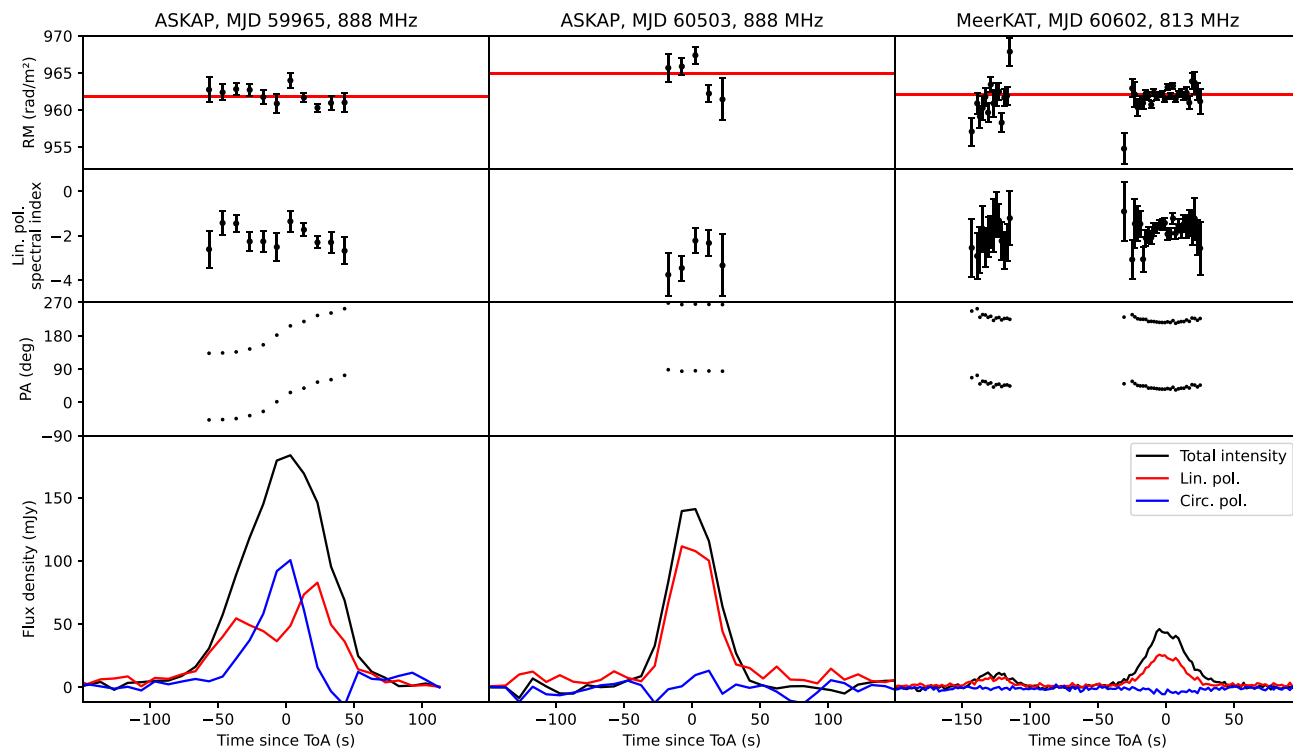 ASKAP, MJD 59965, 888 MHz
ASKAP, MJD 60503, 888 MHz
MeerKAT, MJD 60602, 813 MHz
RM (rad/m²)
970
965
960
955
Lin. pol.
spectral index
0
−2
−4
PA (deg)
270
180
90
0
−90
Flux density (mJy)
150
100
50
0
Total intensity
Lin. pol.
Circ. pol.
−100 −50 0 50 100
−100 −50 0 50 100
−150 −100 −50 0 50
Time since ToA (s)
Time since ToA (s)
Time since ToA (s)